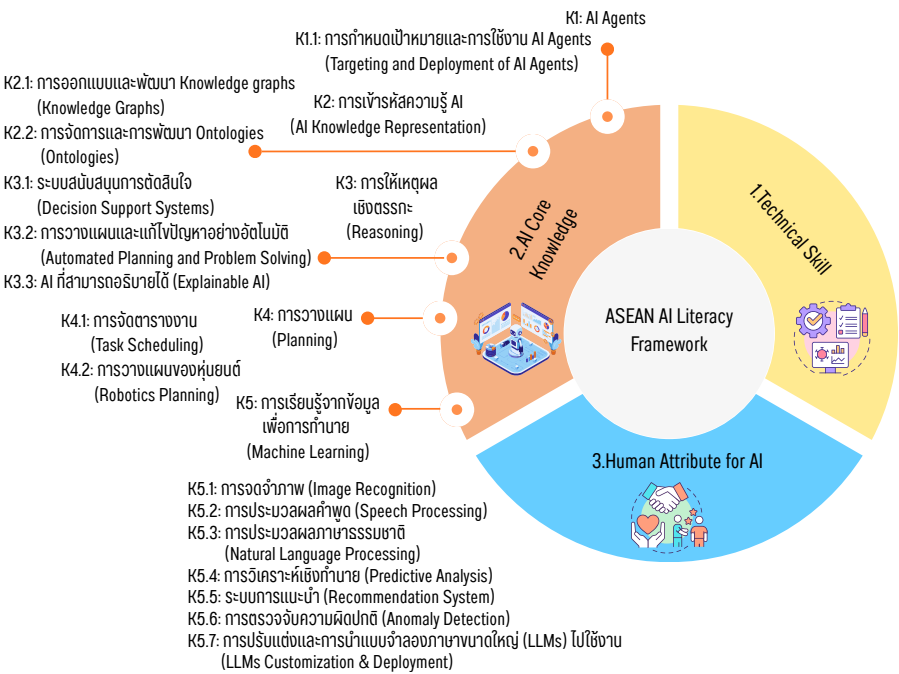 K1: AI Agents
K1.1: การกำหนดเป้าหมายและการใช้งาน AI Agents
(Targeting and Deployment of AI Agents)
K2: การเข้ารหัสความรู้ AI
(AI Knowledge Representation)
K2.1: การออกแบบและพัฒนา Knowledge graphs
(Knowledge Graphs)
K2.2: การจัดการและการพัฒนา Ontologies
(Ontologies)
K3: การให้เหตุผล
เชิงตรรกะ
(Reasoning)
K3.1: ระบบสนับสนุนการตัดสินใจ
(Decision Support Systems)
K3.2: การวางแผนและแก้ไขปัญหาอย่างอัตโนมัติ
(Automated Planning and Problem Solving)
K3.3: AI ที่สามารถอธิบายได้ (Explainable AI)
K4: การวางแผน
(Planning)
K4.1: การจัดตารางงาน
(Task Scheduling)
K4.2: การวางแผนของหุ่นยนต์
(Robotics Planning)
K5: การเรียนรู้จากข้อมูล
เพื่อการทำนาย
(Machine Learning)
K5.1: การจดจำภาพ (Image Recognition)
K5.2: การประมวลผลคำพูด (Speech Processing)
K5.3: การประมวลผลภาษาธรรมชาติ
(Natural Language Processing)
K5.4: การวิเคราะห์เชิงทำนาย (Predictive Analysis)
K5.5: ระบบการแนะนำ (Recommendation System)
K5.6: การตรวจจับความผิดปกติ (Anomaly Detection)
K5.7: การปรับแต่งและการนำแบบจำลองภาษาขนาดใหญ่ (LLMs) ไปใช้งาน
(LLMs Customization & Deployment)
1.Technical Skill
2.AI Core
Knowledge
ASEAN AI Literacy
Framework
3.Human Attribute for AI